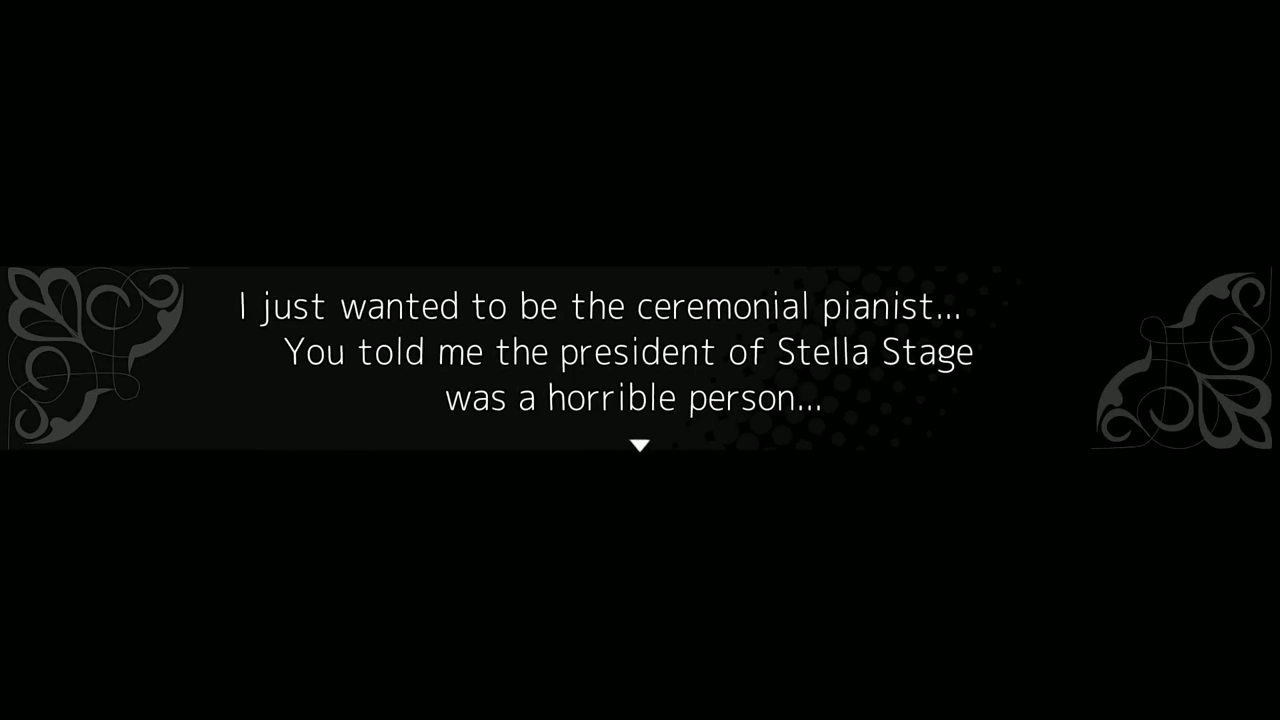 I just wanted to be the ceremonial pianist...
You told me the president of Stella Stage
was a horrible person...